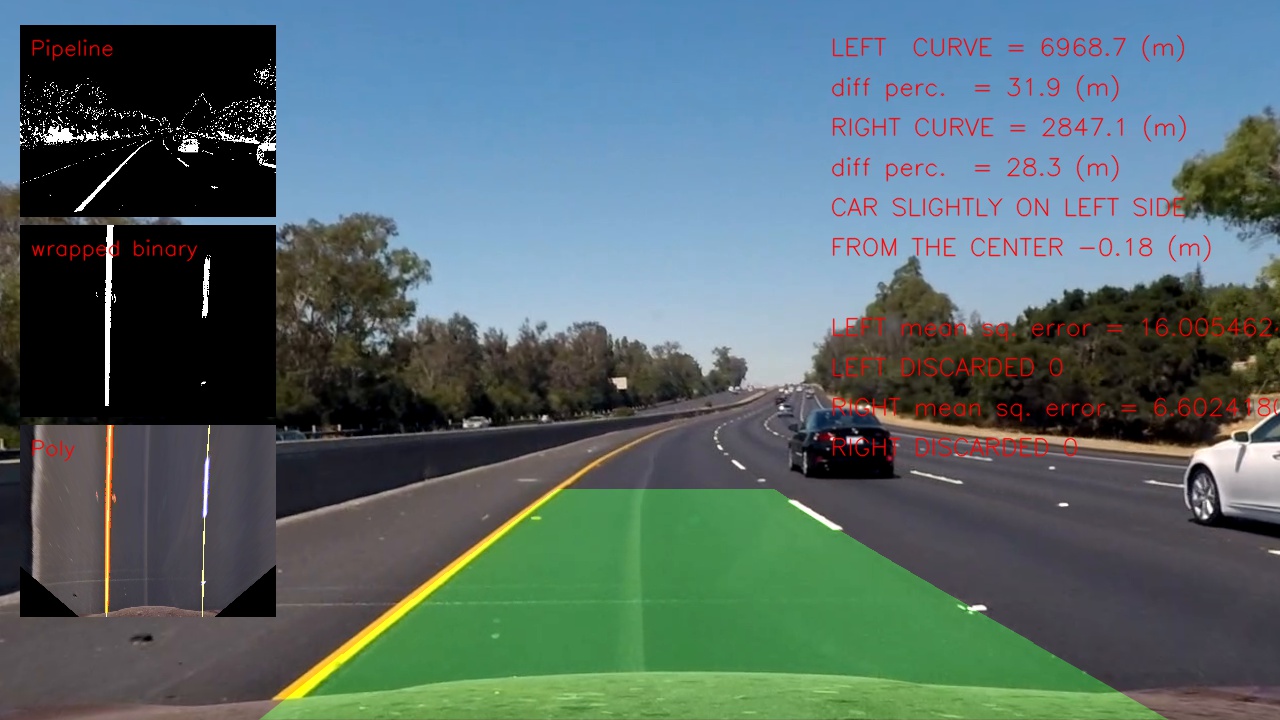 Pipeline
wrapped binary
Poly
LEFT  CURVE = 6968.7 (m)
diff perc.  = 31.9 (m)
RIGHT CURVE = 2847.1 (m)
diff perc.  = 28.3 (m)
CAR SLIGHTLY ON LEFT SIDE
FROM THE CENTER -0.18 (m)
LEFT mean sq. error = 16.005462
LEFT DISCARDED 0
RIGHT mean sq. error = 6.6024180
RIGHT DISCARDED 0